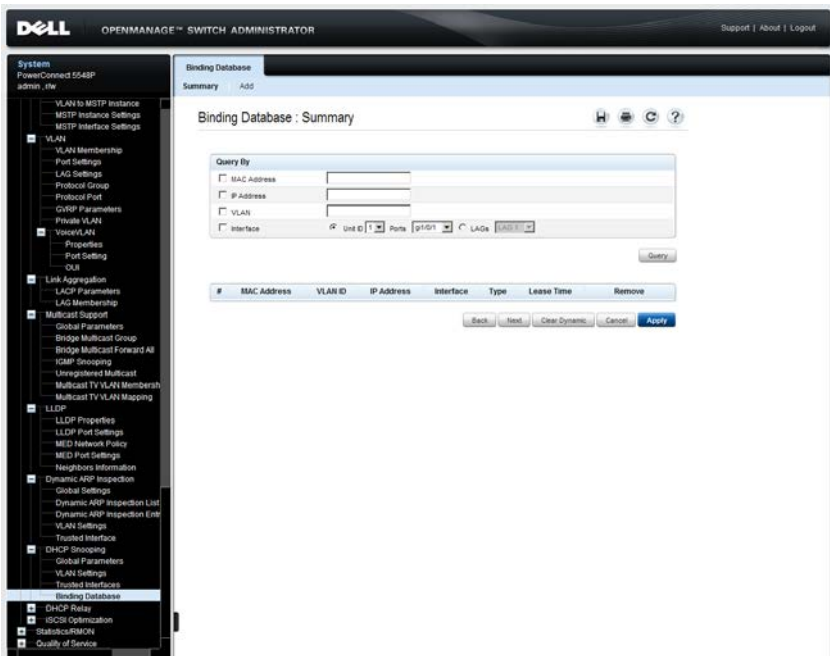 DELL
OPENMANAGE™ SWITCH ADMINISTRATOR
Support | About | Logout
System
PowerConnect 5548P
admin , r/w
VLAN to MSTP Instance
MSTP Instance Settings
MSTP Interface Settings
VLAN
VLAN Membership
Port Settings
LAG Settings
Protocol Group
Protocol Port
GVRP Parameters
Private VLAN
VoiceVLAN
Properties
Port Setting
OUI
Link Aggregation
LACP Parameters
LAG Membership
Multicast Support
Global Parameters
Bridge Multicast Group
Bridge Multicast Forward All
IGMP Snooping
Unregistered Multicast
Multicast TV VLAN Membersh
Multicast TV VLAN Mapping
LLDP
LLDP Properties
LLDP Port Settings
MED Network Policy
MED Port Settings
Neighbors Information
Dynamic ARP Inspection
Global Settings
Dynamic ARP Inspection List
Dynamic ARP Inspection Entr
VLAN Settings
Trusted Interface
DHCP Snooping
Global Parameters
VLAN Settings
Trusted Interfaces
Binding Database
DHCP Relay
iSCSI Optimization
Statistics/RMON
Quality of Service
Binding Database
Summary Add
Binding Database : Summary
Query By
MAC Address
IP Address
VLAN
Interface Unit ID 1 Ports g1/0/1 LAGs LAG 1
Query
# MAC Address VLAN ID IP Address Interface Type Lease Time Remove
Back Next Clear Dynamic Cancel Apply